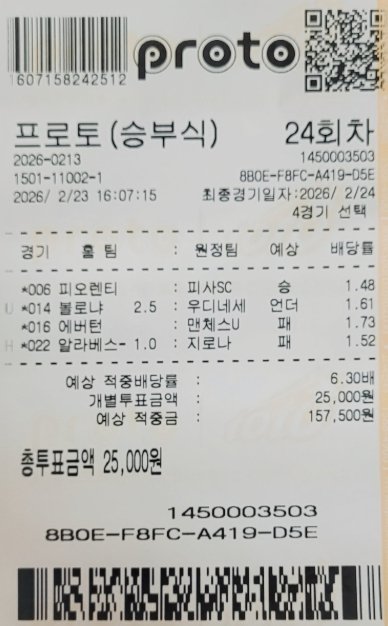 1607158242512
proto
프로토(승부식) 24회차
2026-0213 1450003503
1501-11002-1 8B0E-F8FC-A419-D5E
2026/ 2/23 16:07:15 최종경기일자:2026/ 2/24
4경기 선택
경기 홈 팀 : 원정팀 예상 배당률
*006 피오렌티 : 피사SC 승 1.48
U *014 볼로냐 2.5 : 우디네세 언더 1.61
*016 에버턴 : 맨체스U 패 1.73
H *022 알라베스- 1.0 : 지로나 패 1.52
예상 적중배당률 : 6.30배
개별투표금액 : 25,000원
예상 적중금 : 157,500원
총투표금액 25,000원
1450003503
8B0E-F8FC-A419-D5E